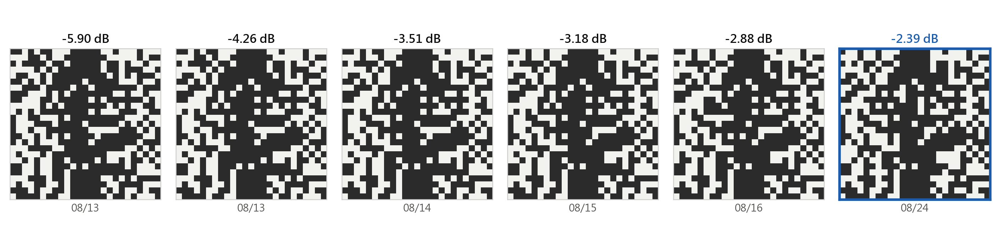 -5.90 dB -4.26 dB -3.51 dB -3.18 dB -2.88 dB -2.39 dB
08/13 08/13 08/14 08/15 08/16 08/24